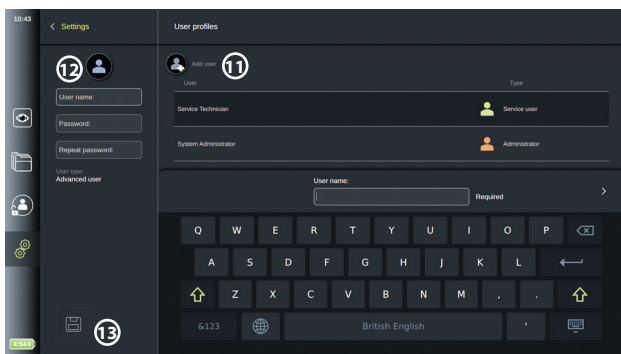 10:43
Settings
User profiles
12
Add user
11
User
Type
User name:
Service Technician
Service user
Password:
System Administrator
Administrator
Repeat password:
User type:
Advanced user
User name:
Required
Q W E R T Y U I O P
A S D F G H J K L
Z X C V B N M , .
&123
British English
'
13
4:54